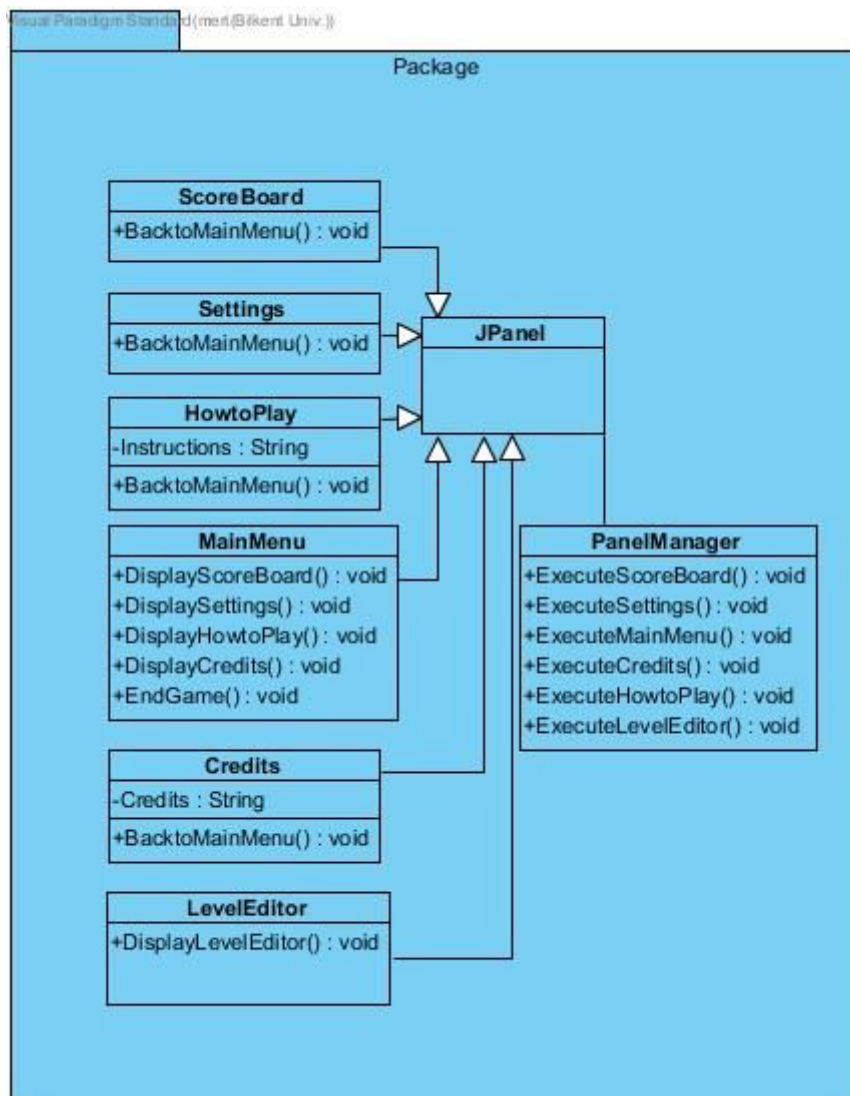 Visual Paradigm Standard(mert(Bilkent Univ.))
Package
ScoreBoard
+BacktoMainMenu() : void
Settings
+BacktoMainMenu() : void
JPanel
HowtoPlay
-Instructions : String
+BacktoMainMenu() : void
MainMenu
+DisplayScoreBoard() : void
+DisplaySettings() : void
+DisplayHowtoPlay() : void
+DisplayCredits() : void
+EndGame() : void
PanelManager
+ExecuteScoreBoard() : void
+ExecuteSettings() : void
+ExecuteMainMenu() : void
+ExecuteCredits() : void
+ExecuteHowtoPlay() : void
+ExecuteLevelEditor() : void
Credits
-Credits : String
+BacktoMainMenu() : void
LevelEditor
+DisplayLevelEditor() : void